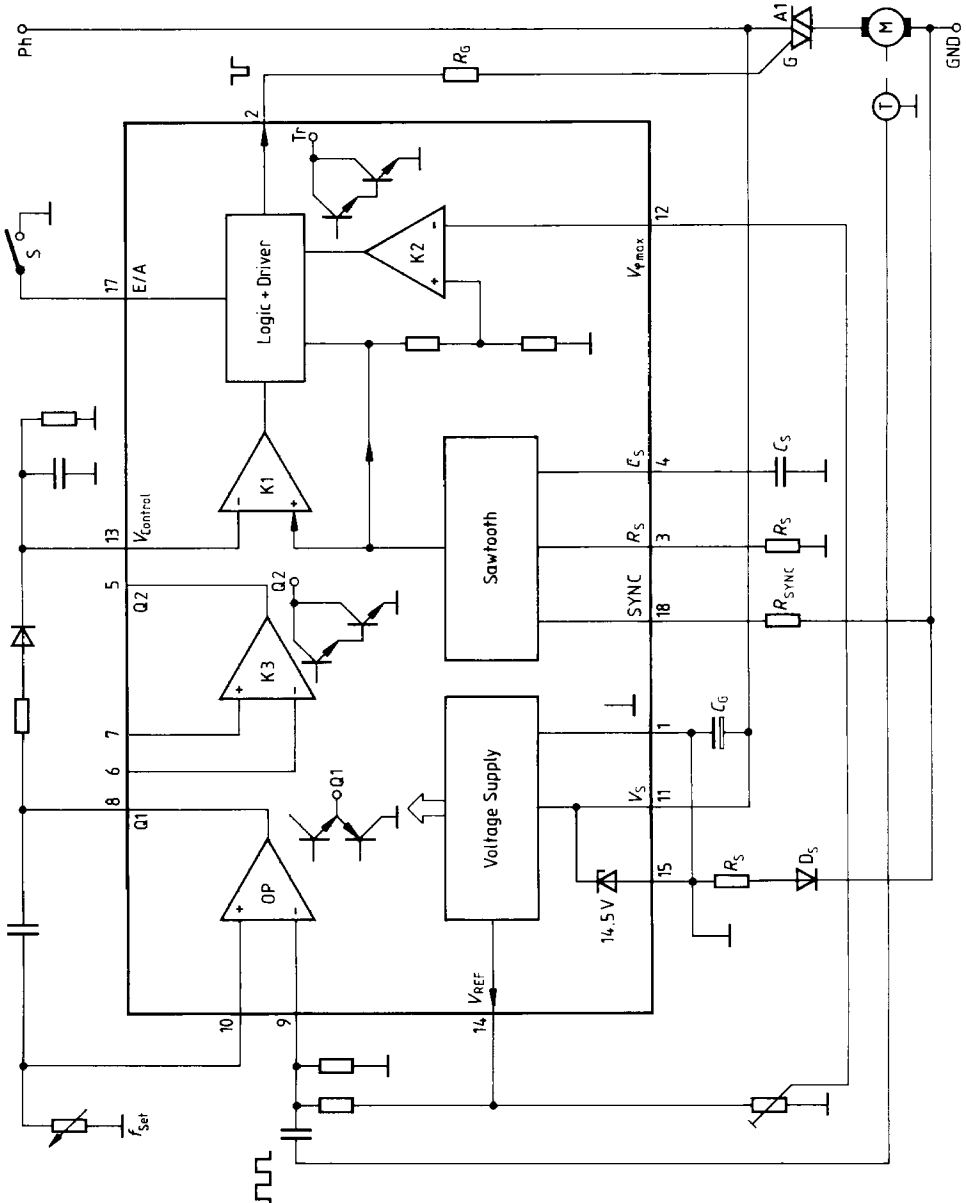 Ph
S
2
R_G
G
A1
M
T
GND
17
E/A
Logic + Driver
Tr
K2
12
V_φmax
13
V_Control
K1
5
Q2
K3
Q2
7
6
8
Q1
OP
Q1
10
9
f_Set
Sawtooth
C_S
4
C_S
R_S
3
R_S
SYNC
18
R_SYNC
Voltage Supply
1
C_G
V_S
11
14.5 V
15
R_S
D_S
V_REF
14